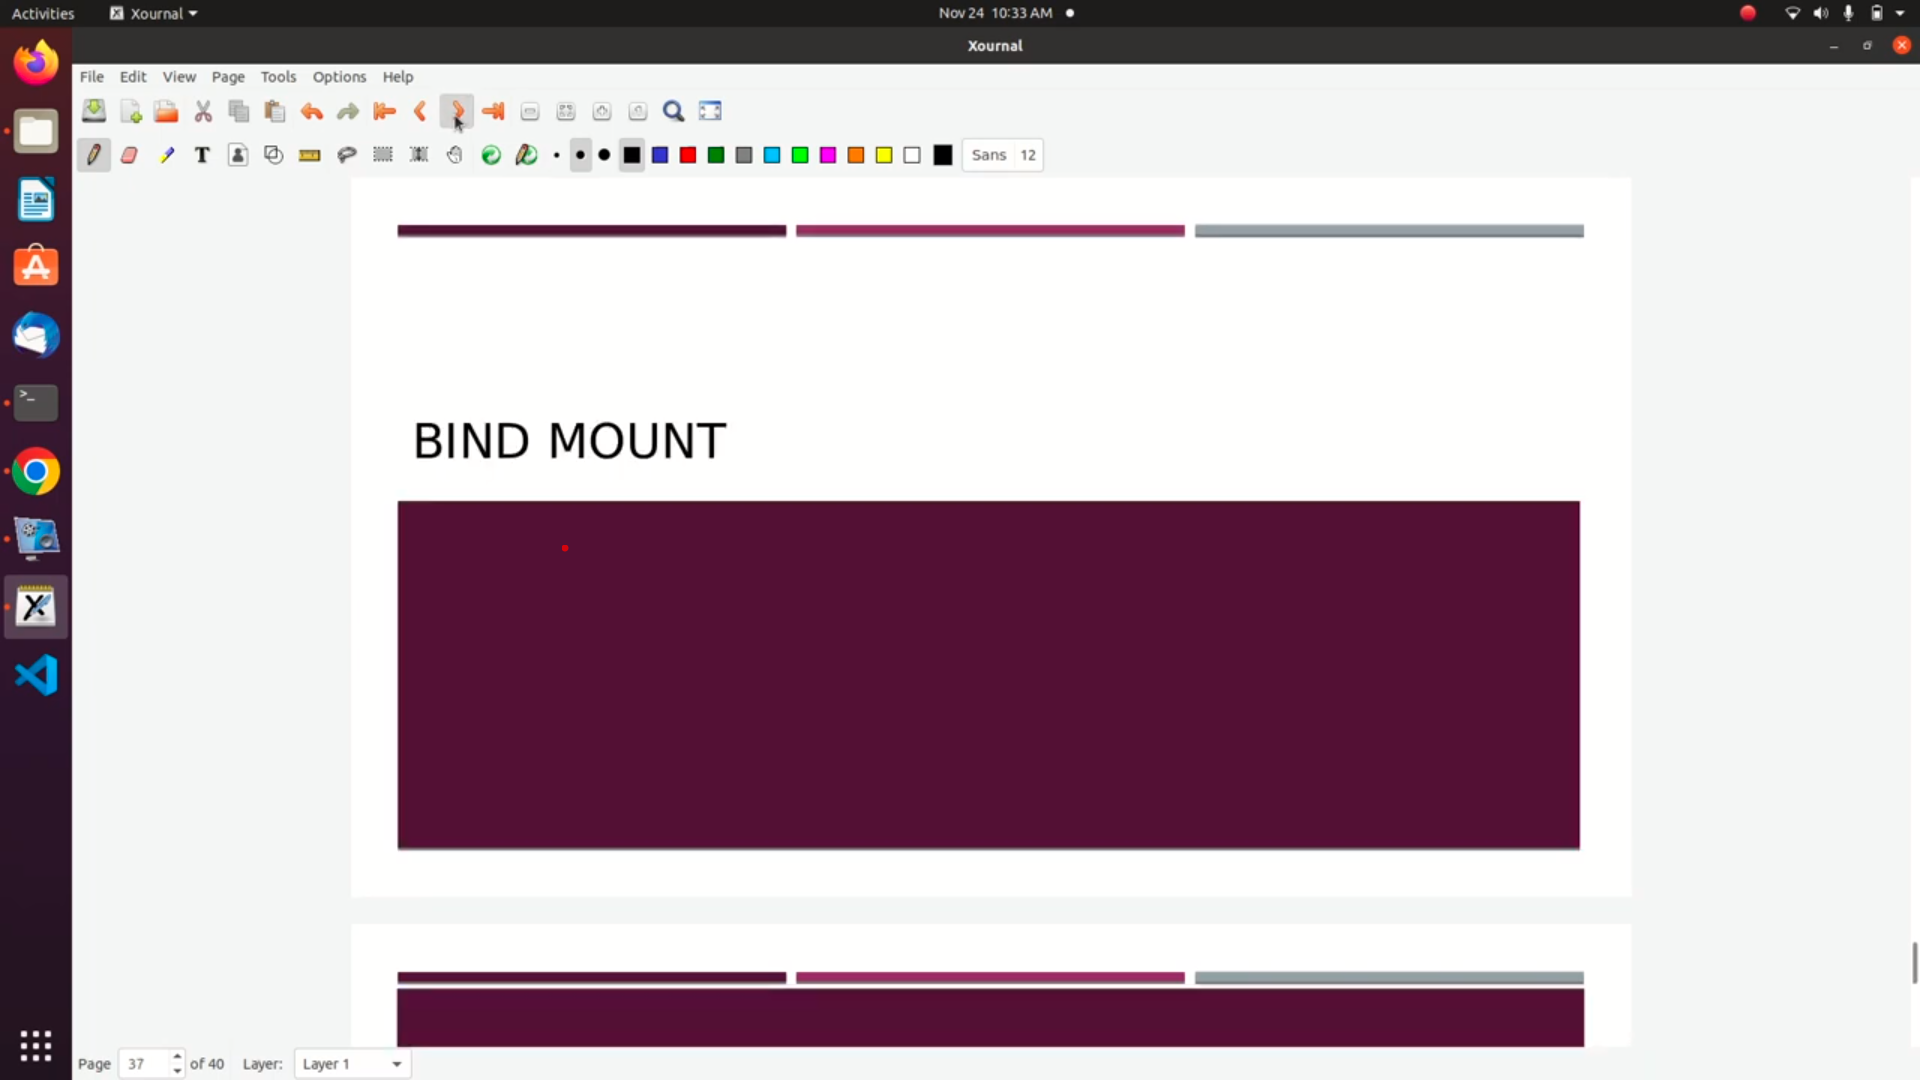 Activities Xournal Nov 24 10:33 AM
Xournal
File Edit View Page Tools Options Help
T Sans 12
BIND MOUNT
Page 37 of 40 Layer: Layer 1